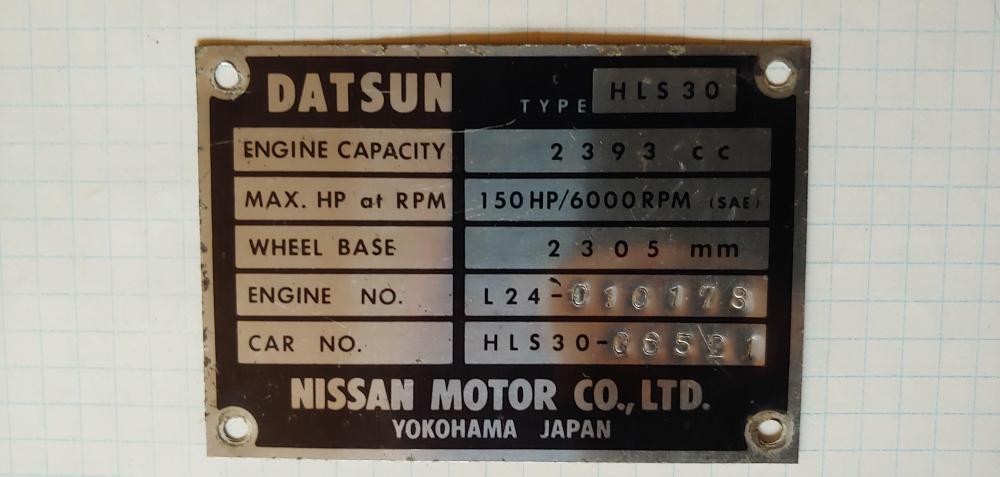 DATSUN TYPE HLS30
ENGINE CAPACITY 2393 cc
MAX. HP at RPM 150HP/6000RPM (SAE)
WHEEL BASE 2305 mm
ENGINE NO. L24-010178
CAR NO.
NISSAN MOTOR CO., LTD.
YOKOHAMA JAPAN